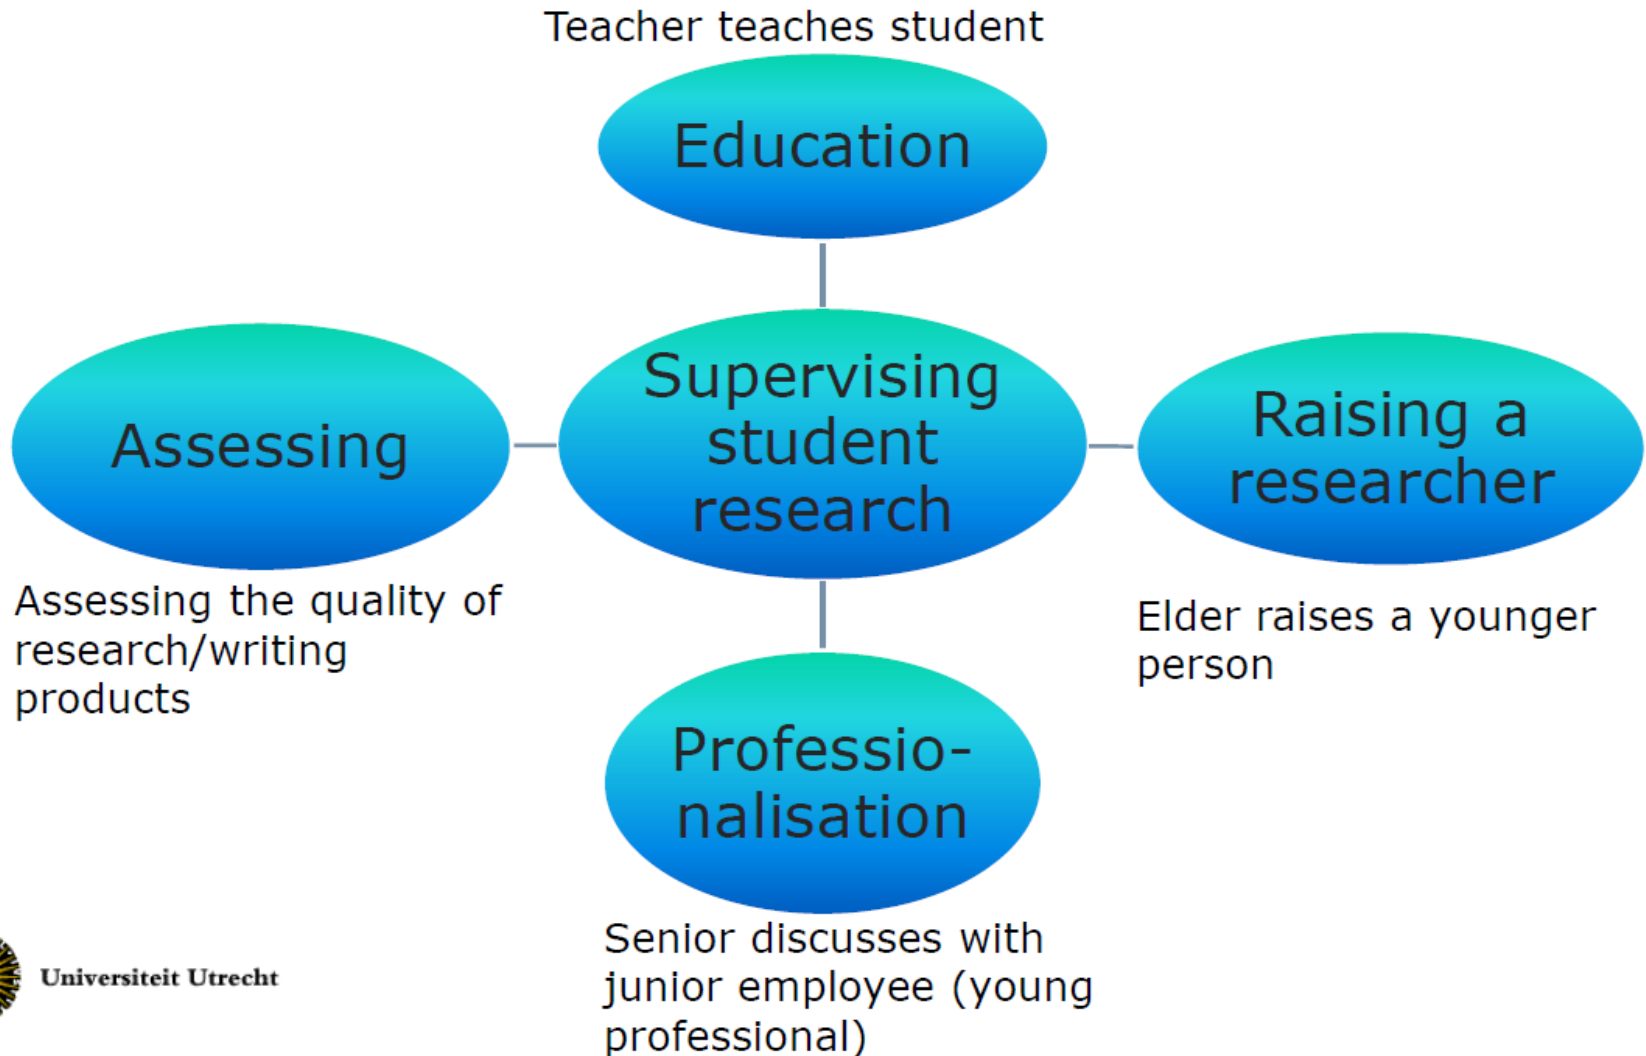 Teacher teaches student
Education
Supervising
student
research
Assessing
Raising a
researcher
Assessing the quality of
research/writing
products
Elder raises a younger
person
Professio-
nalisation
Senior discusses with
junior employee (young
professional)
Universiteit Utrecht